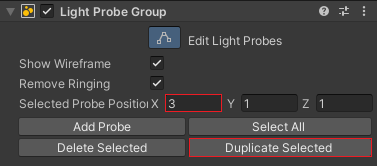 Light Probe Group
Edit Light Probes
Show Wireframe
Remove Ringing
Selected Probe Position X 3 Y 1 Z 1
Add Probe Select All
Delete Selected Duplicate Selected